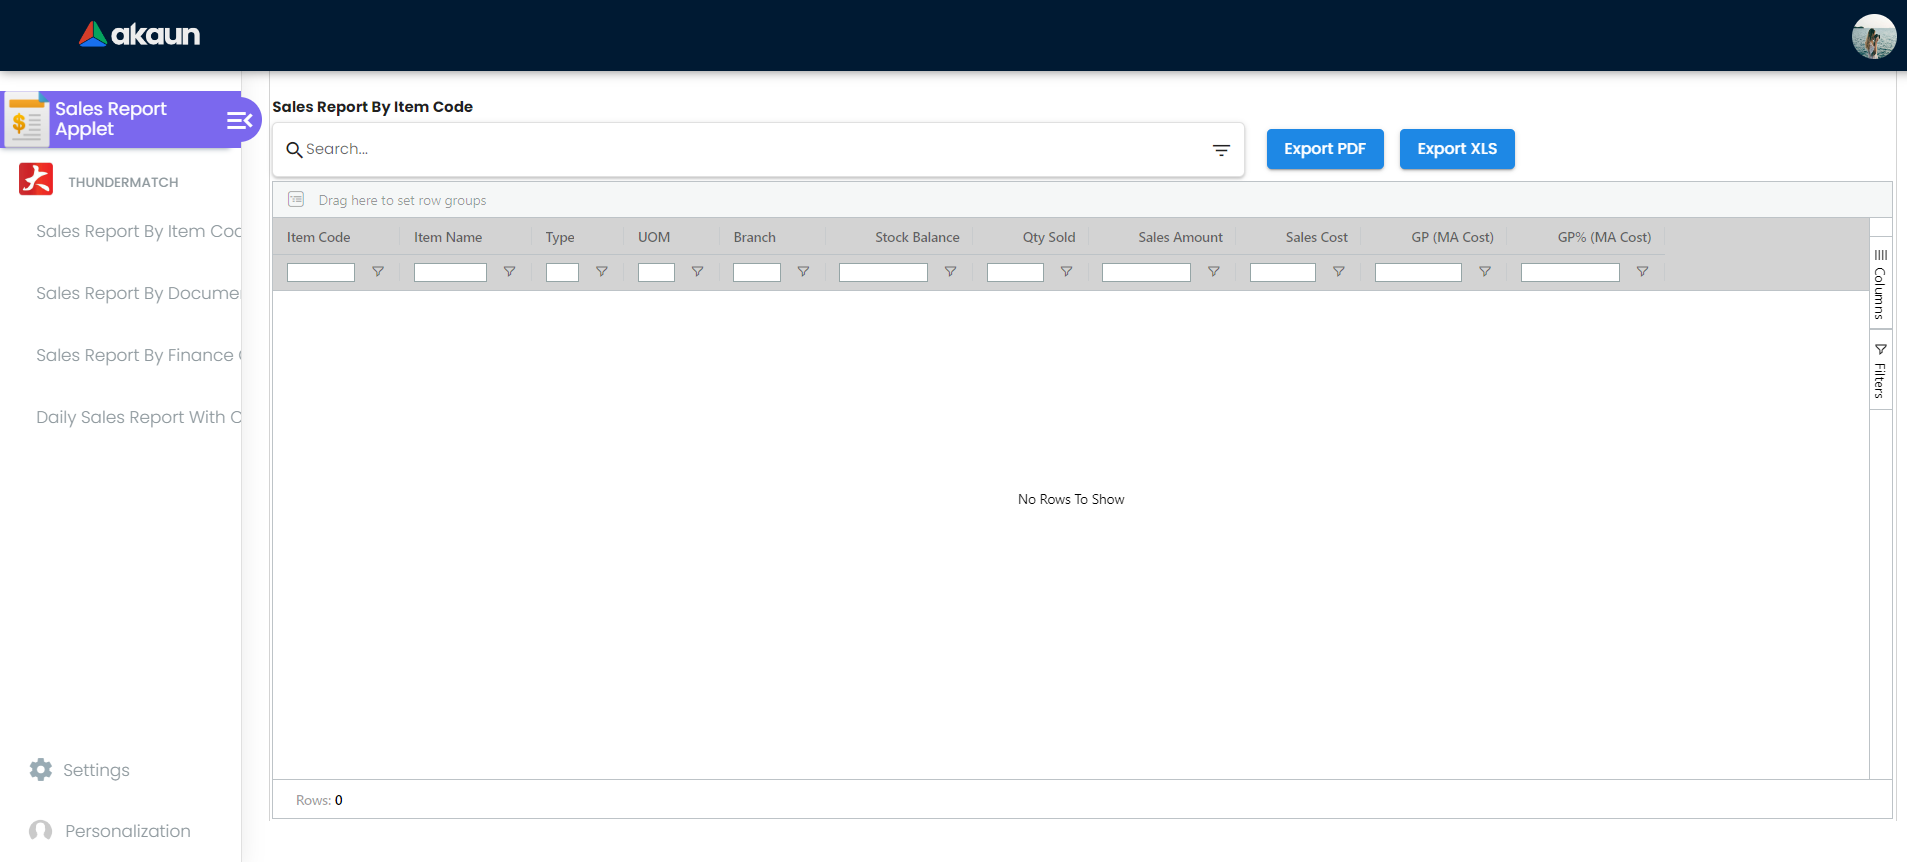 akaun
Sales Report
Applet
THUNDERMATCH
Sales Report By Item Cod
Sales Report By Documen
Sales Report By Finance
Daily Sales Report With C
Settings
Personalization
Sales Report By Item Code
Search...
Export PDF
Export XLS
Drag here to set row groups
Item Code Item Name Type UOM Branch Stock Balance Qty Sold Sales Amount Sales Cost GP (MA Cost) GP% (MA Cost)
No Rows To Show
Columns
Filters
Rows: 0